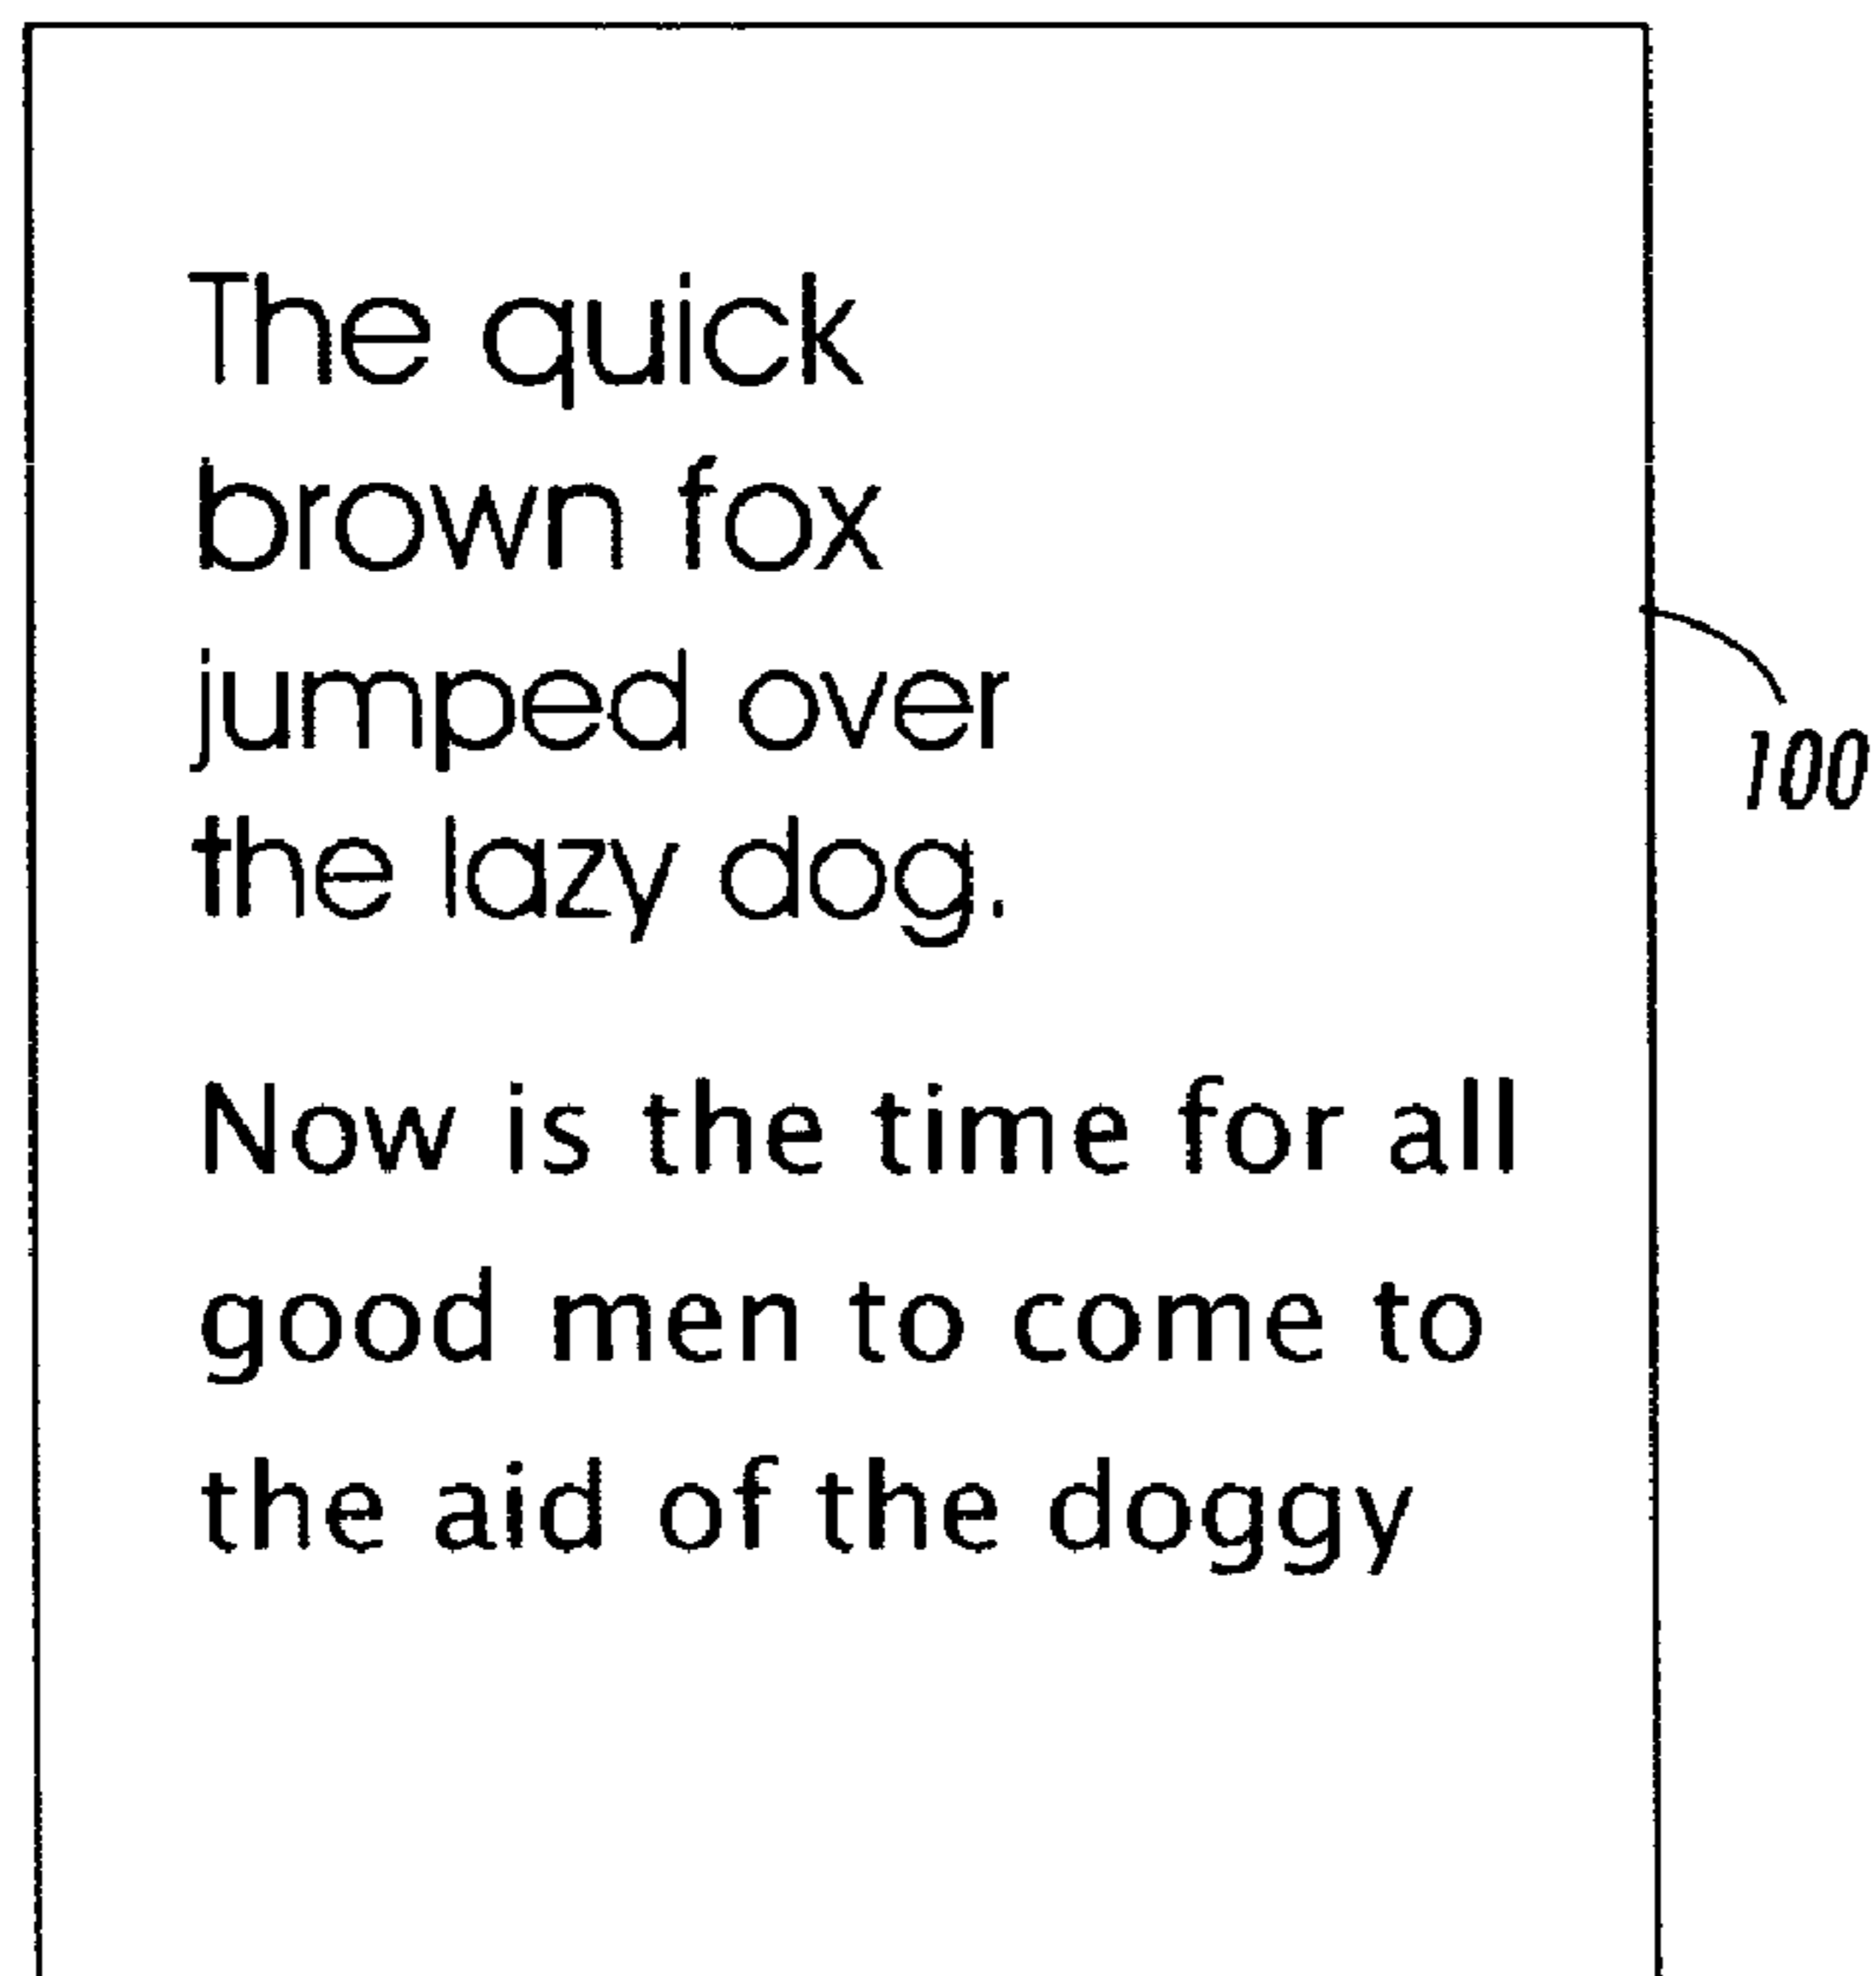 The quick
brown fox
jumped over
the lazy dog.
100
Now is the time for all
good men to come to
the aid of the doggy